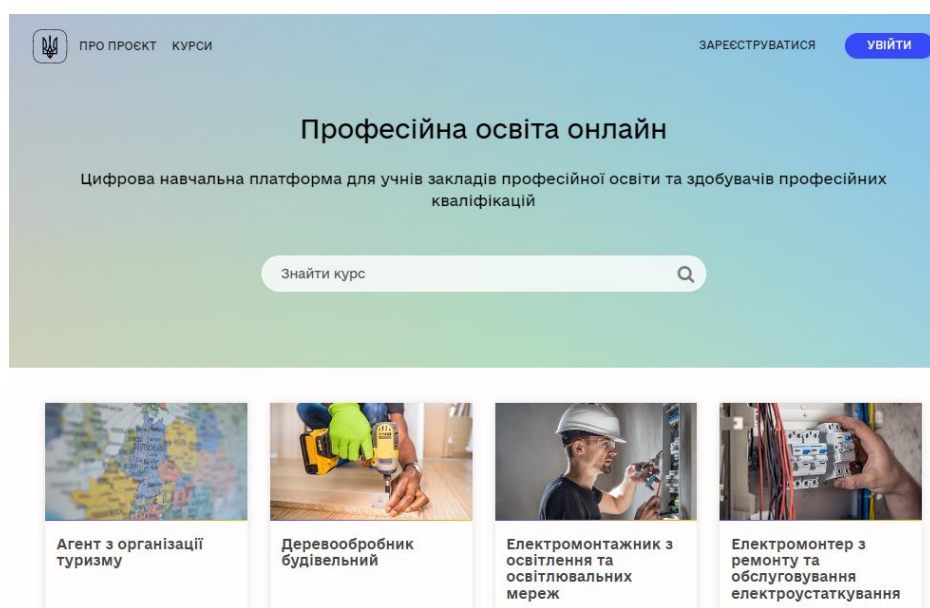 ПРО ПРОЄКТ КУРСИ
ЗАРЕЄСТРУВАТИСЯ УВІЙТИ
Професійна освіта онлайн
Цифрова навчальна платформа для учнів закладів професійної освіти та здобувачів професійних
кваліфікацій
Знайти курс
Агент з організації
туризму
Деревообробник
будівельний
Електромонтажник з
освітлення та
освітлювальних
мереж
Електромонтер з
ремонту та
обслуговування
електроустаткування